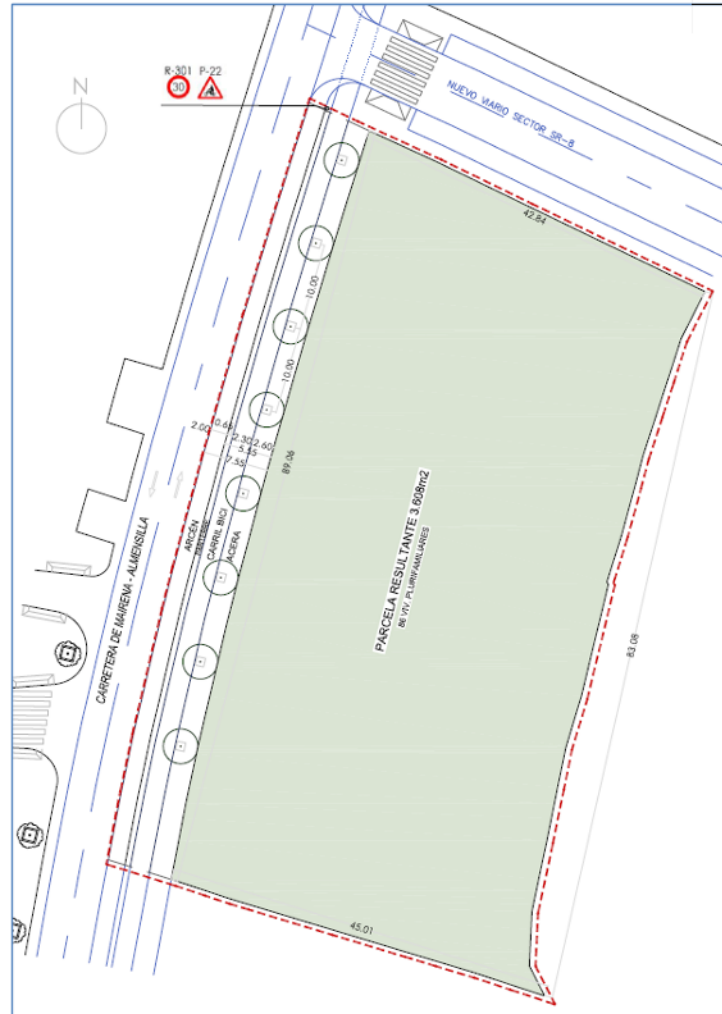 R-301 P-22
30
N
NUEVO VIARIO SECTOR SR-8
42.84
10.00
10.00
2.00
0.65
2.30
2.60
5.55
7.55
89.06
ARCÉN
CARRIL BICI
ACERA
CARRETERA DE MAIRENA - ALMENSILLA
PARCELA RESULTANTE 3.608m2
86 VIV. PLURIFAMILIARES
83.08
45.01